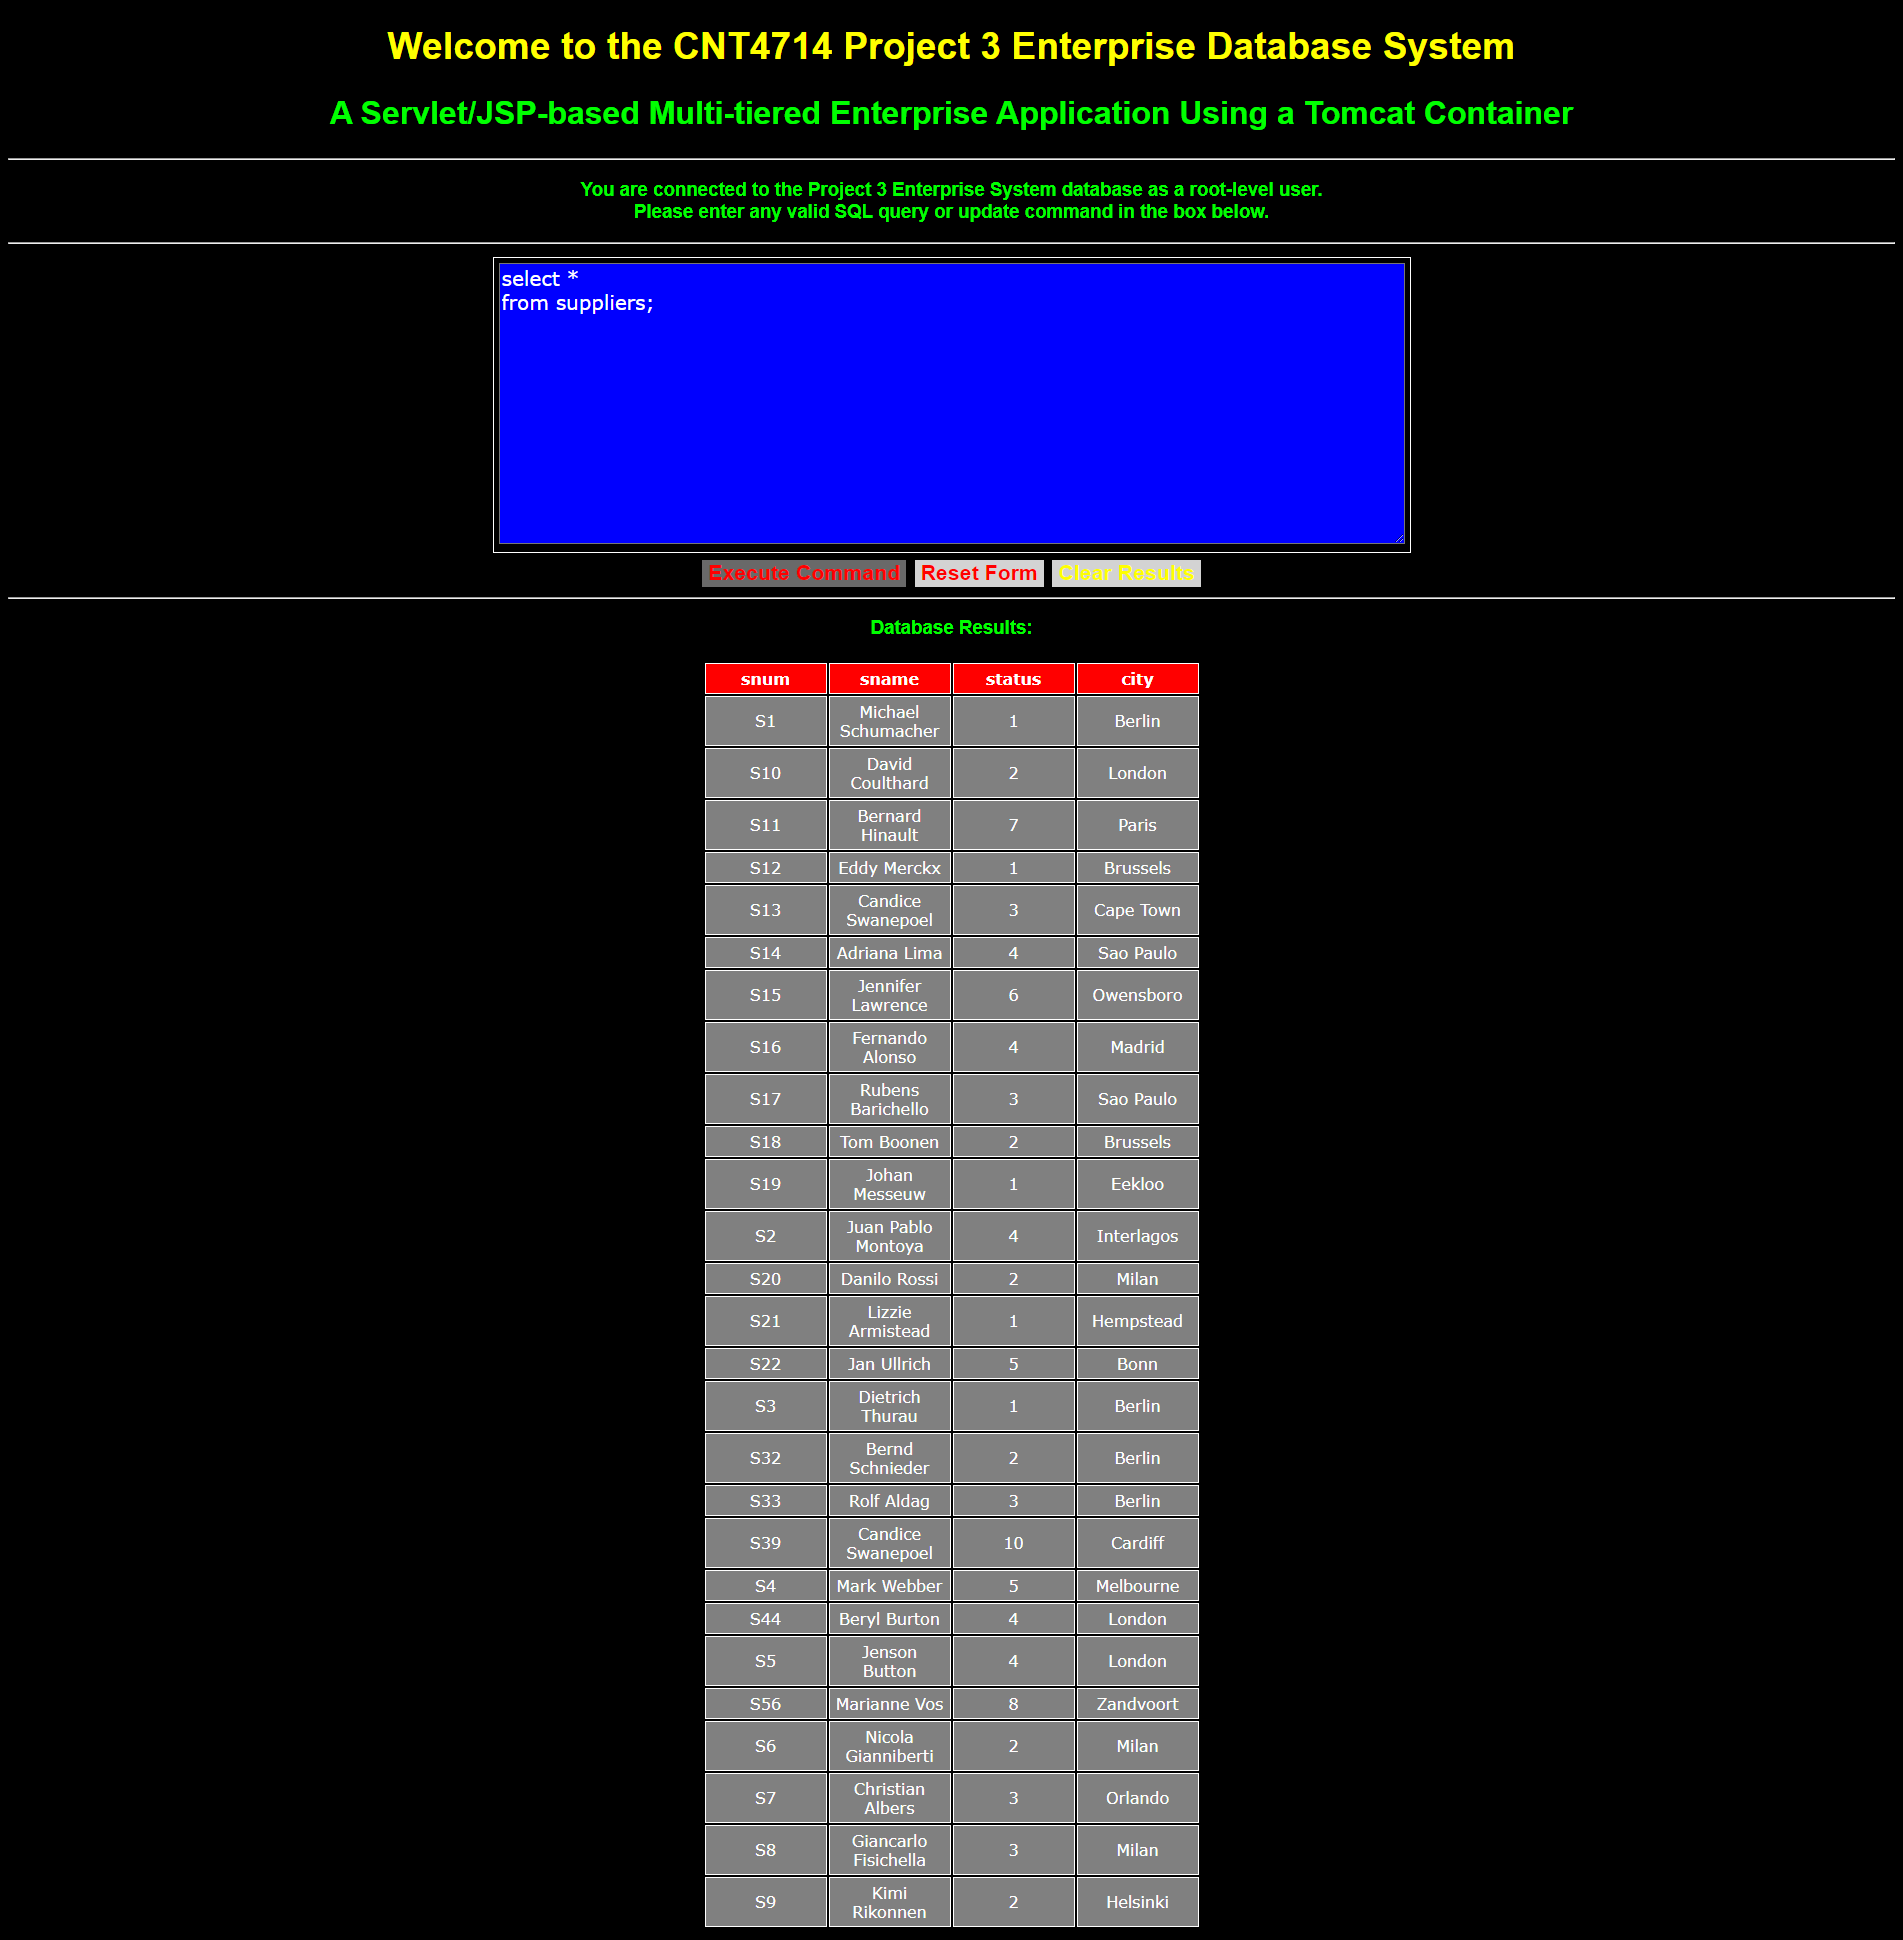 Welcome to the CNT4714 Project 3 Enterprise Database System
A Servlet/JSP-based Multi-tiered Enterprise Application Using a Tomcat Container
You are connected to the Project 3 Enterprise System database as a root-level user.
Please enter any valid SQL query or update command in the box below.
select *
from suppliers;
Execute Command Reset Form Clear Results
Database Results:
snum sname status city
S1 Michael Schumacher 1 Berlin
S10 David Coulthard 2 London
S11 Bernard Hinault 7 Paris
S12 Eddy Merckx 1 Brussels
S13 Candice Swanepoel 3 Cape Town
S14 Adriana Lima 4 Sao Paulo
S15 Jennifer Lawrence 6 Owensboro
S16 Fernando Alonso 4 Madrid
S17 Rubens Barichello 3 Sao Paulo
S18 Tom Boonen 2 Brussels
S19 Johan Messeuw 1 Eekloo
S2 Juan Pablo Montoya 4 Interlagos
S20 Danilo Rossi 2 Milan
S21 Lizzie Armistead 1 Hempstead
S22 Jan Ullrich 5 Bonn
S3 Dietrich Thurau 1 Berlin
S32 Bernd Schnieder 2 Berlin
S33 Rolf Aldag 3 Berlin
S39 Candice Swanepoel 10 Cardiff
S4 Mark Webber 5 Melbourne
S44 Beryl Burton 4 London
S5 Jenson Button 4 London
S56 Marianne Vos 8 Zandvoort
S6 Nicola Gianniberti 2 Milan
S7 Christian Albers 3 Orlando
S8 Giancarlo Fisichella 3 Milan
S9 Kimi Rikonnen 2 Helsinki